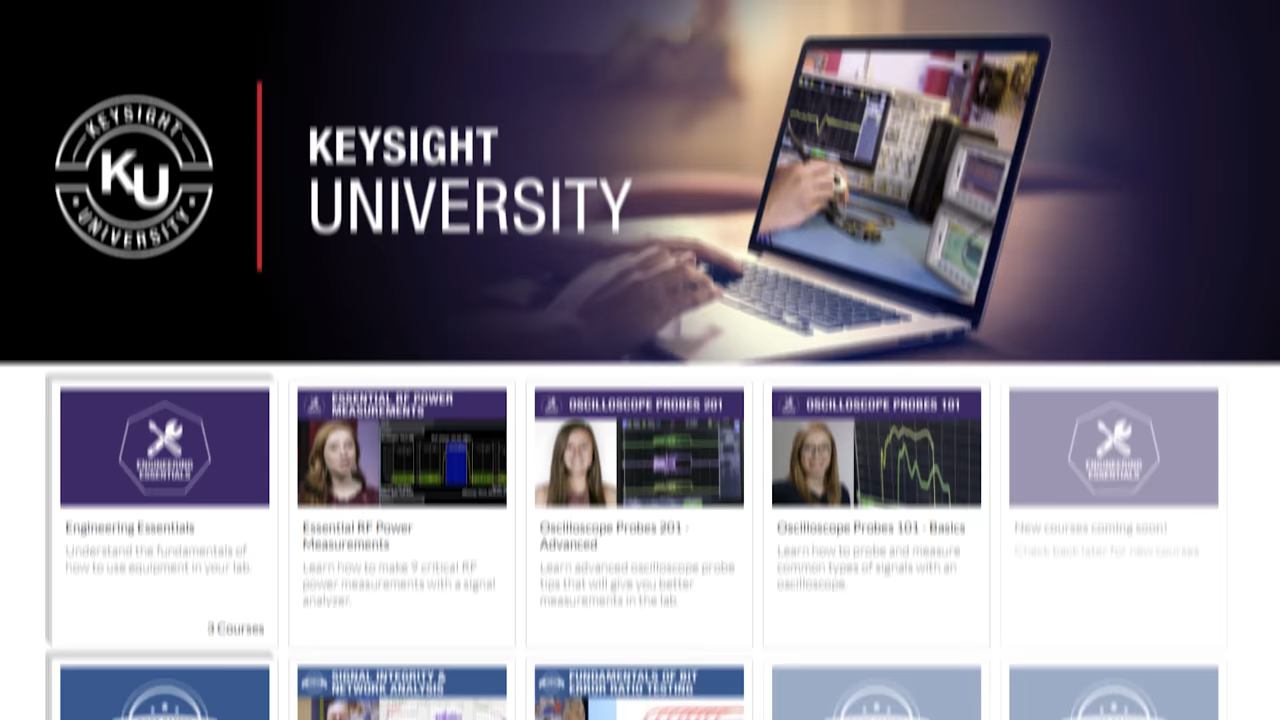 KEYSIGHT
KU
UNIVERSITY
KEYSIGHT
UNIVERSITY
ENGINEERING
ESSENTIALS
Engineering Essentials
Understand the fundamentals of
how to use equipment in your lab.
3 Courses
ESSENTIAL RF POWER
MEASUREMENTS
Essential RF Power
Measurements
Learn how to make 9 critical RF
power measurements with a signal
analyzer.
OSCILLOSCOPE PROBES 201
Oscilloscope Probes 201 :
Advanced
Learn advanced oscilloscope probe
tips that will give you better
measurements in the lab.
OSCILLOSCOPE PROBES 101
Oscilloscope Probes 101 : Basics
Learn how to probe and measure
common types of signals with an
oscilloscope.
ENGINEERING
ESSENTIALS
New courses coming soon!
Check back later for new courses
SIGNAL INTEGRITY &
NETWORK ANALYSIS
FUNDAMENTALS OF BIT
ERROR RATIO TESTING